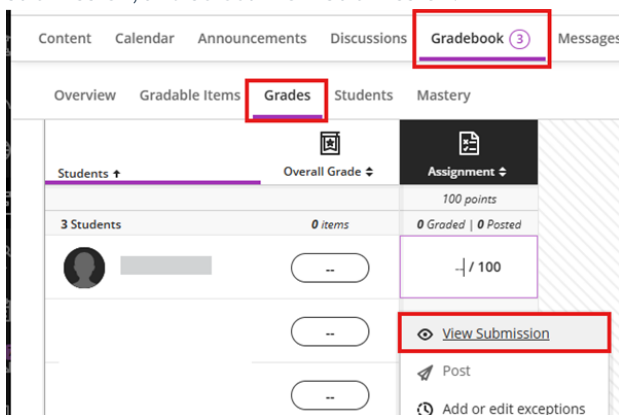 Content Calendar Announcements Discussions Gradebook 3 Messages
Overview Gradable Items Grades Students Mastery
Students ↑ Overall Grade Assignment
100 points
3 Students 0 items 0 Graded | 0 Posted
-- --| / 100
-- View Submission
Post
-- Add or edit exceptions